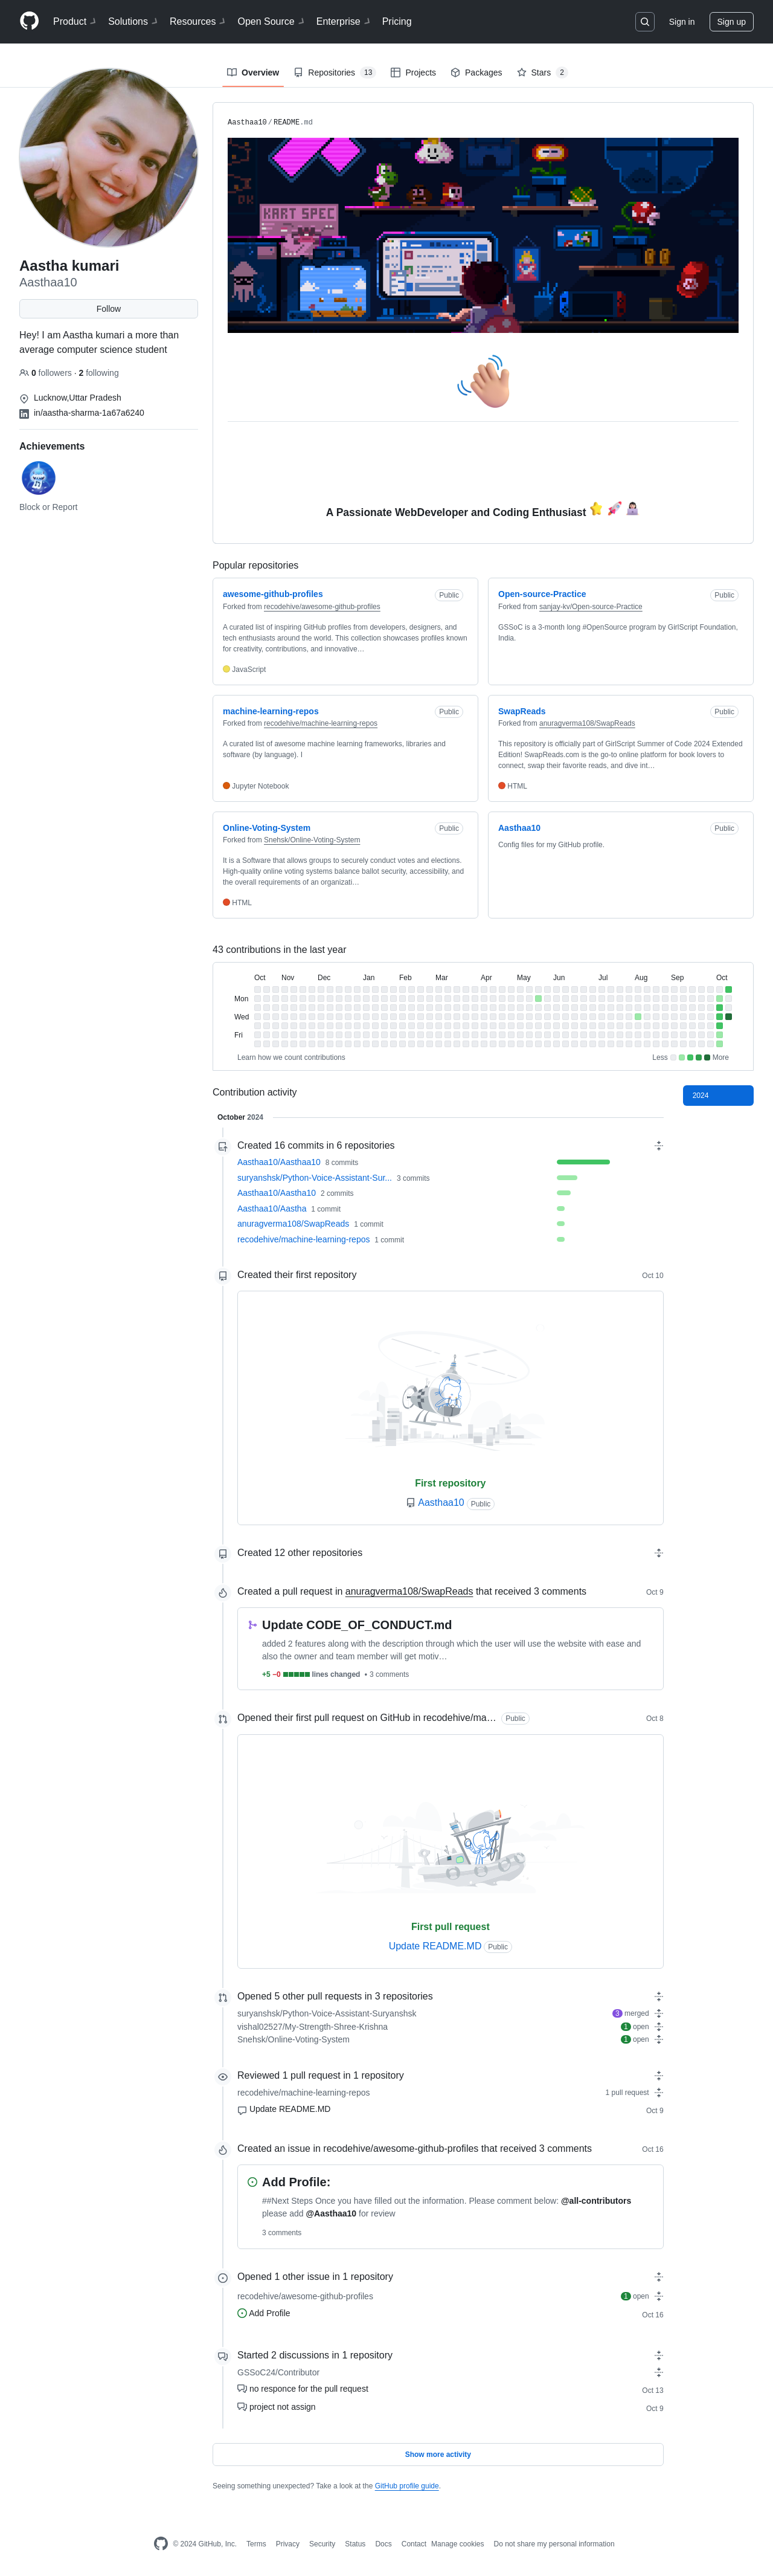 Product Solutions Resources Open Source Enterprise Pricing Sign in Sign up
Overview Repositories 13 Projects Packages Stars 2
Aastha kumari
Aasthaa10
Follow
Hey! I am Aastha kumari a more than
average computer science student
0 followers · 2 following
Lucknow,Uttar Pradesh
in/aastha-sharma-1a67a6240
Achievements
Block or Report
Aasthaa10/README.md
KART SPEC
A Passionate WebDeveloper and Coding Enthusiast
Popular repositories
awesome-github-profiles Public
Forked from recodehive/awesome-github-profiles
A curated list of inspiring GitHub profiles from developers, designers, and
tech enthusiasts around the world. This collection showcases profiles known
for creativity, contributions, and innovative…
JavaScript
Open-source-Practice Public
Forked from sanjay-kv/Open-source-Practice
GSSoC is a 3-month long #OpenSource program by GirlScript Foundation,
India.
machine-learning-repos Public
Forked from recodehive/machine-learning-repos
A curated list of awesome machine learning frameworks, libraries and
software (by language). I
Jupyter Notebook
SwapReads Public
Forked from anuragverma108/SwapReads
This repository is officially part of GirlScript Summer of Code 2024 Extended
Edition! SwapReads.com is the go-to online platform for book lovers to
connect, swap their favorite reads, and dive int…
HTML
Online-Voting-System Public
Forked from Snehsk/Online-Voting-System
It is a Software that allows groups to securely conduct votes and elections.
High-quality online voting systems balance ballot security, accessibility, and
the overall requirements of an organizati…
HTML
Aasthaa10 Public
Config files for my GitHub profile.
43 contributions in the last year
Oct Nov Dec Jan Feb Mar Apr May Jun Jul Aug Sep Oct
Mon
Wed
Fri
Learn how we count contributions Less More
Contribution activity
2024
October 2024
Created 16 commits in 6 repositories
Aasthaa10/Aasthaa10 8 commits
suryanshsk/Python-Voice-Assistant-Sur... 3 commits
Aasthaa10/Aastha10 2 commits
Aasthaa10/Aastha 1 commit
anuragverma108/SwapReads 1 commit
recodehive/machine-learning-repos 1 commit
Created their first repository Oct 10
First repository
Aasthaa10 Public
Created 12 other repositories
Created a pull request in anuragverma108/SwapReads that received 3 comments Oct 9
Update CODE_OF_CONDUCT.md
added 2 features along with the description through which the user will use the website with ease and
also the owner and team member will get motiv…
+5 −0 lines changed • 3 comments
Opened their first pull request on GitHub in recodehive/ma… Public Oct 8
First pull request
Update README.MD Public
Opened 5 other pull requests in 3 repositories
suryanshsk/Python-Voice-Assistant-Suryanshsk 3 merged
vishal02527/My-Strength-Shree-Krishna 1 open
Snehsk/Online-Voting-System 1 open
Reviewed 1 pull request in 1 repository
recodehive/machine-learning-repos 1 pull request
Update README.MD Oct 9
Created an issue in recodehive/awesome-github-profiles that received 3 comments Oct 16
Add Profile:
##Next Steps Once you have filled out the information. Please comment below: @all-contributors
please add @Aasthaa10 for review
3 comments
Opened 1 other issue in 1 repository
recodehive/awesome-github-profiles 1 open
Add Profile Oct 16
Started 2 discussions in 1 repository
GSSoC24/Contributor
no responce for the pull request Oct 13
project not assign Oct 9
Show more activity
Seeing something unexpected? Take a look at the GitHub profile guide.
© 2024 GitHub, Inc. Terms Privacy Security Status Docs Contact Manage cookies Do not share my personal information